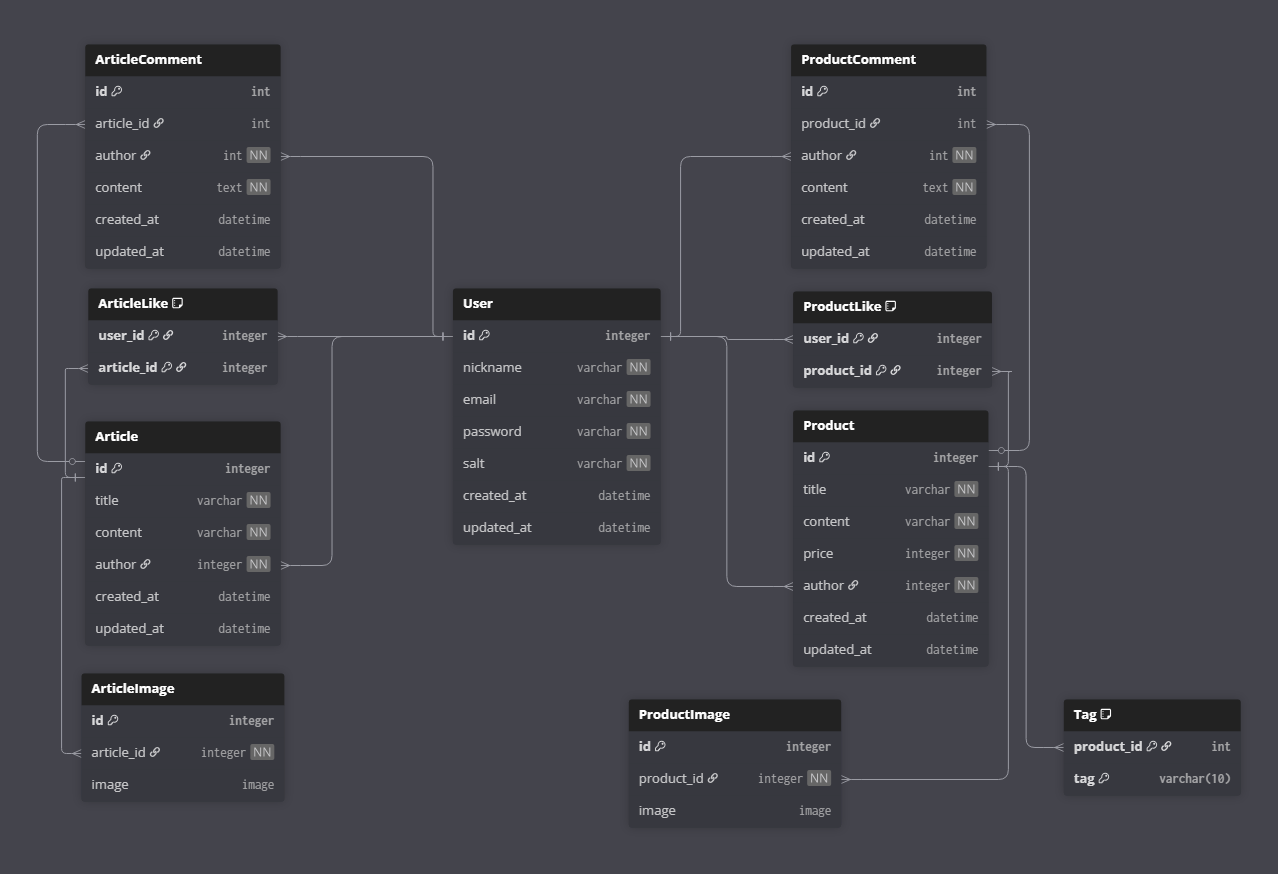 ArticleComment
id int
article_id int
author int NN
content text NN
created_at datetime
updated_at datetime
ArticleLike
user_id integer
article_id integer
Article
id integer
title varchar NN
content varchar NN
author integer NN
created_at datetime
updated_at datetime
ArticleImage
id integer
article_id integer NN
image image
User
id integer
nickname varchar NN
email varchar NN
password varchar NN
salt varchar NN
created_at datetime
updated_at datetime
ProductComment
id int
product_id int
author int NN
content text NN
created_at datetime
updated_at datetime
ProductLike
user_id integer
product_id integer
Product
id integer
title varchar NN
content varchar NN
price integer NN
author integer NN
created_at datetime
updated_at datetime
ProductImage
id integer
product_id integer NN
image image
Tag
product_id int
tag varchar(10)